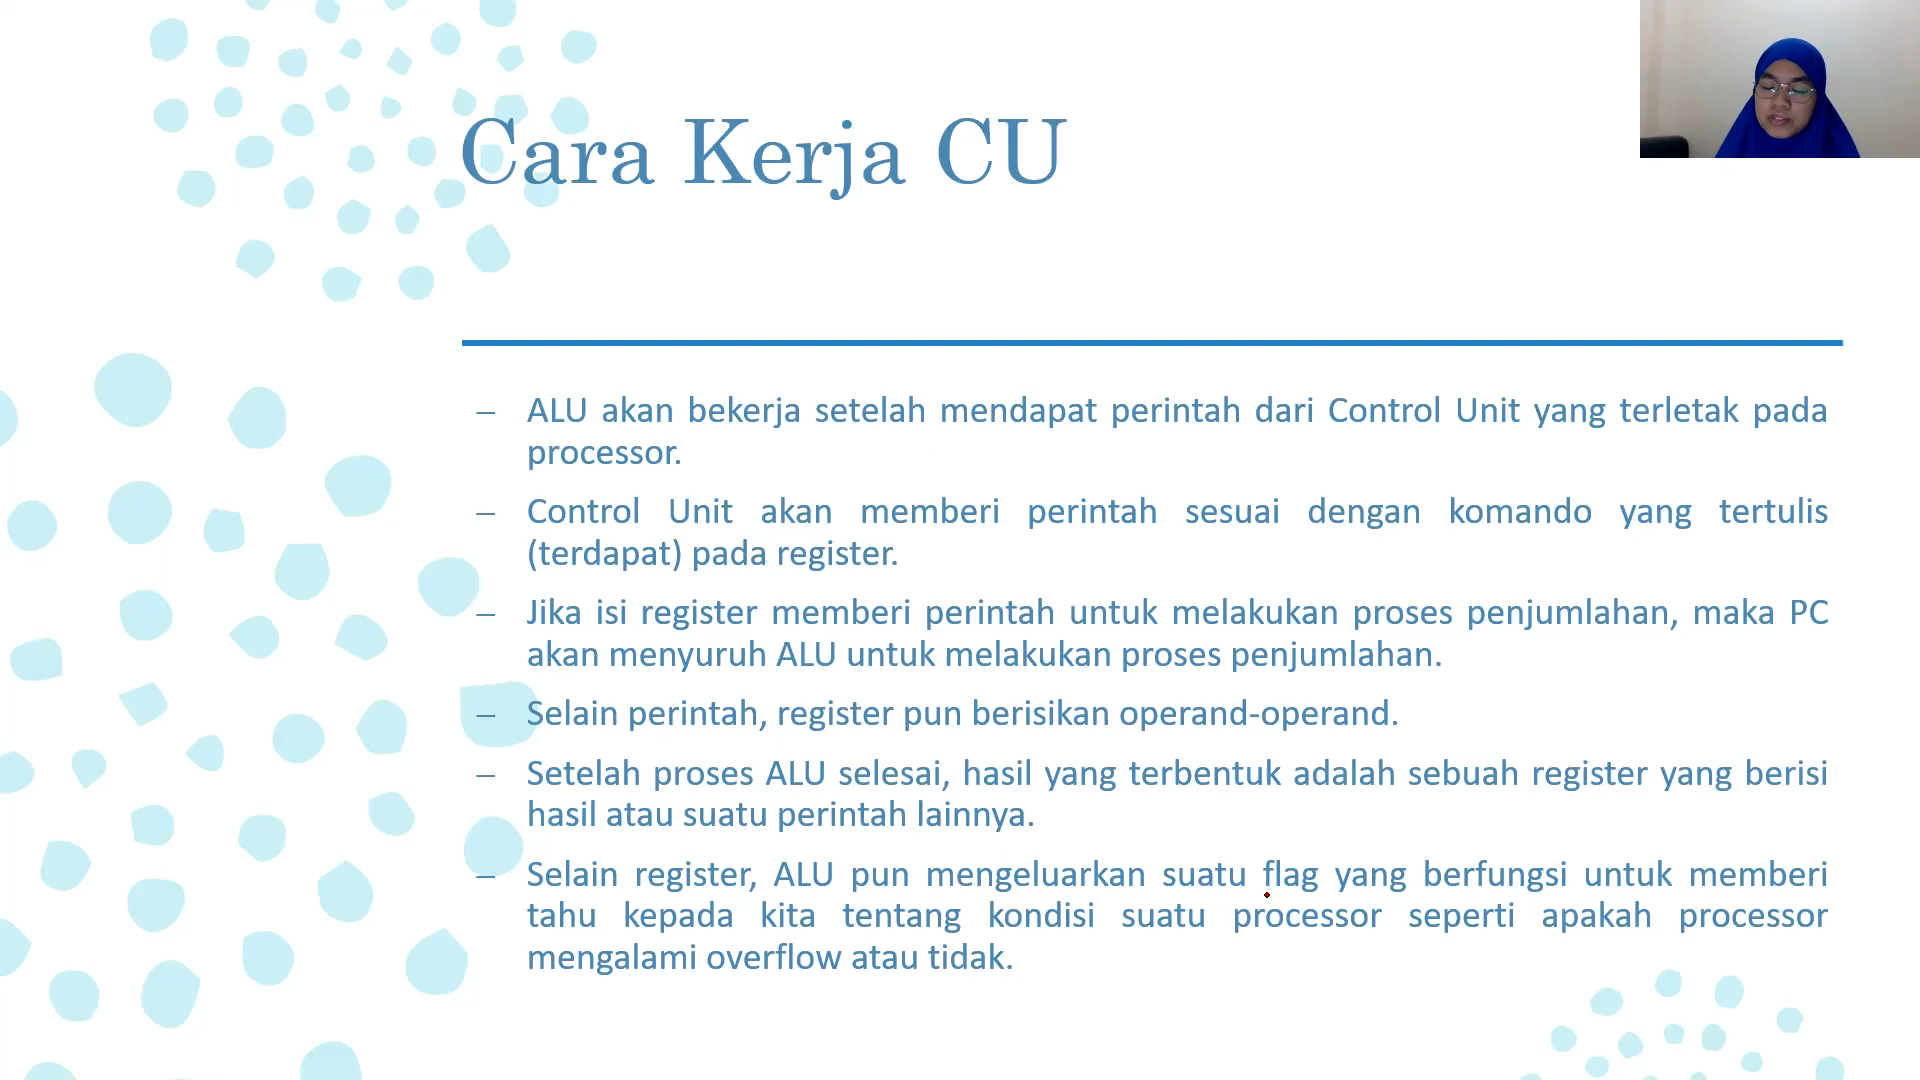 Cara Kerja CU
– ALU akan bekerja setelah mendapat perintah dari Control Unit yang terletak pada
processor.
– Control Unit akan memberi perintah sesuai dengan komando yang tertulis
(terdapat) pada register.
– Jika isi register memberi perintah untuk melakukan proses penjumlahan, maka PC
akan menyuruh ALU untuk melakukan proses penjumlahan.
– Selain perintah, register pun berisikan operand-operand.
– Setelah proses ALU selesai, hasil yang terbentuk adalah sebuah register yang berisi
hasil atau suatu perintah lainnya.
– Selain register, ALU pun mengeluarkan suatu flag yang berfungsi untuk memberi
tahu kepada kita tentang kondisi suatu processor seperti apakah processor
mengalami overflow atau tidak.